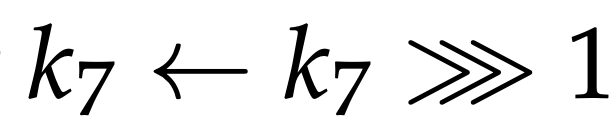 k₇ ← k₇ ⋙ 1